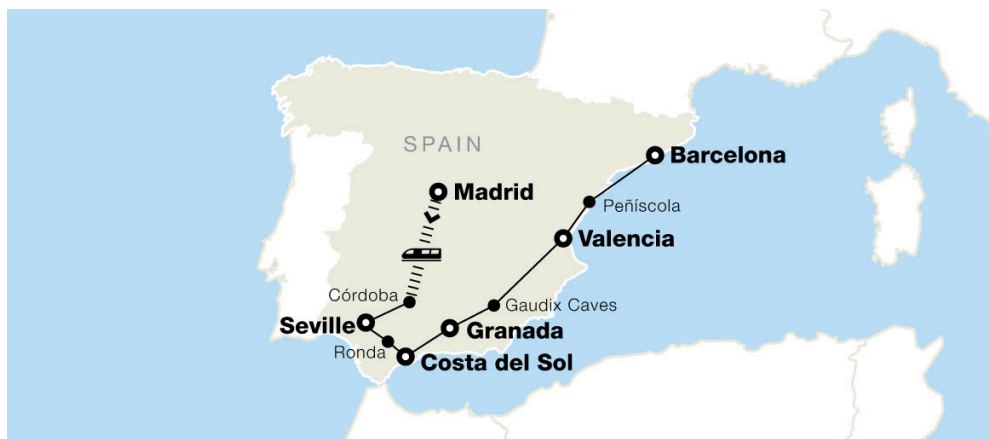 SPAIN
Barcelona
Madrid
Peñíscola
Valencia
Córdoba
Gaudix Caves
Seville
Granada
Ronda
Costa del Sol